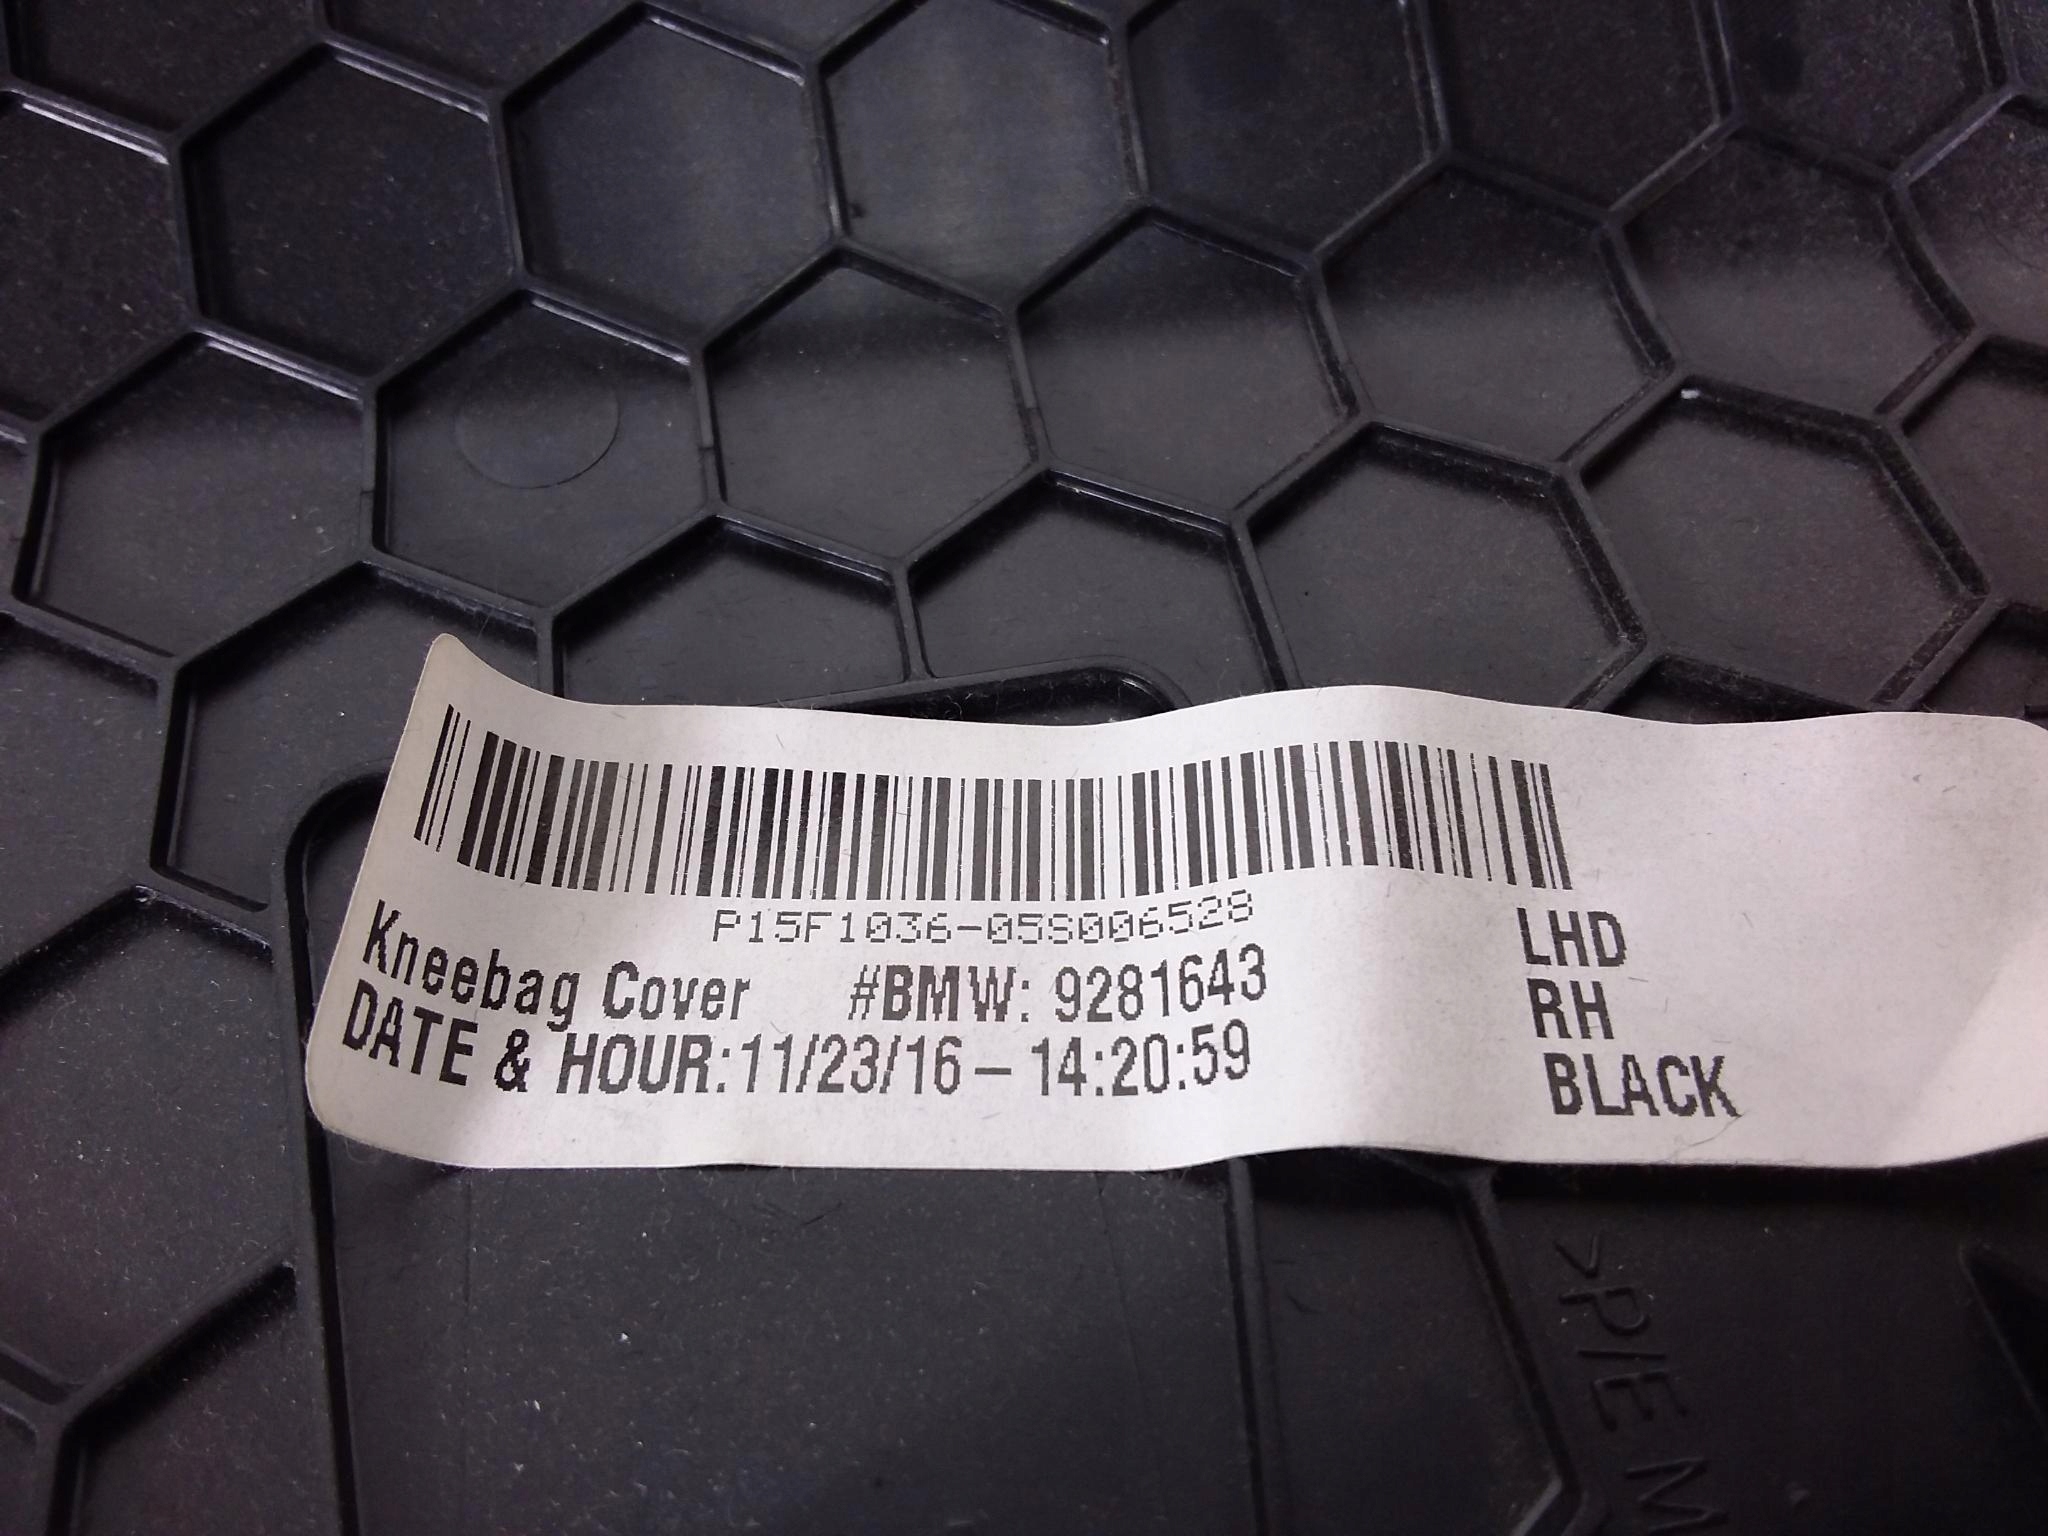 P15F1036-05S006528
Kneebag Cover #BMW: 9281643
DATE & HOUR:11/23/16 – 14:20:59
LHD
RH
BLACK
>P/E M